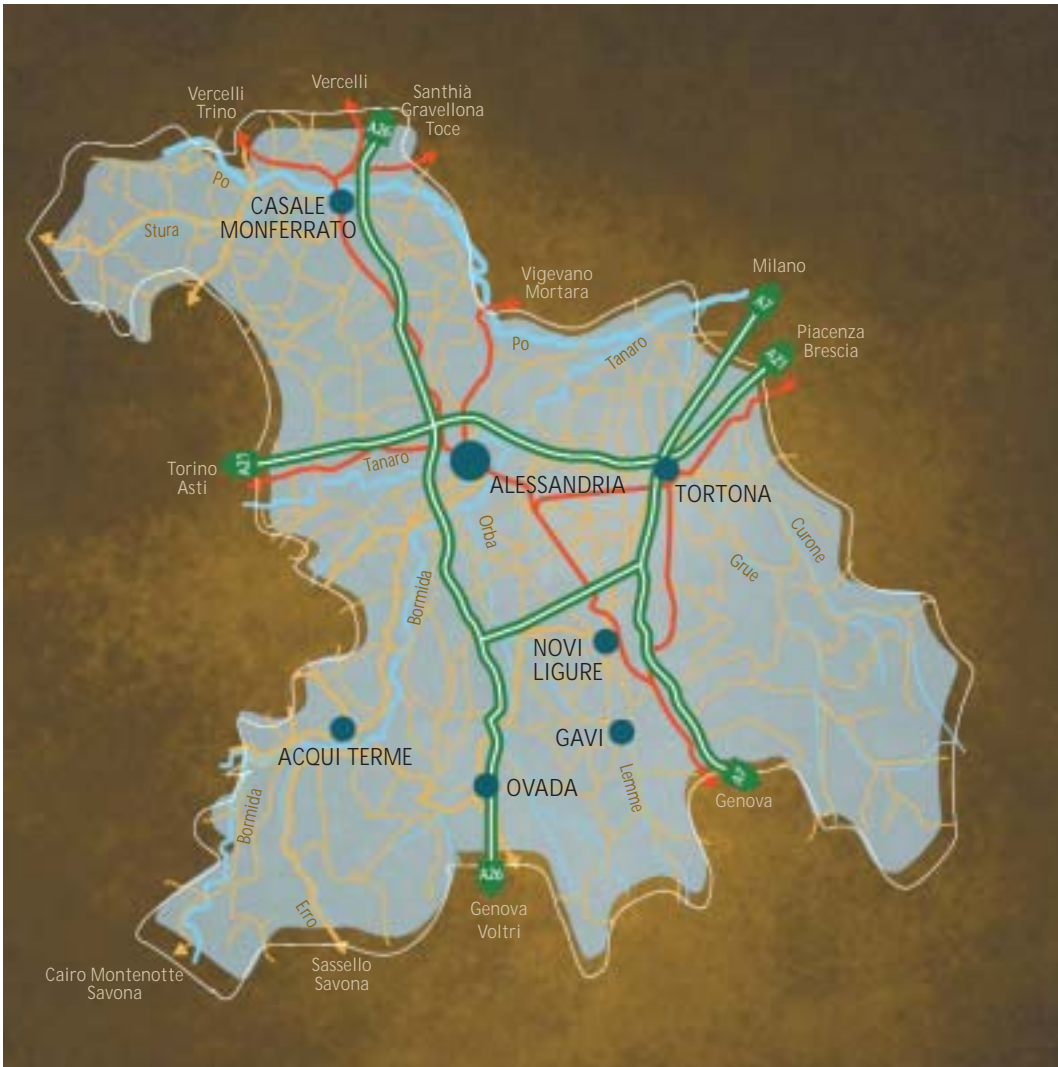 Vercelli
Vercelli
Trino
Santhià
Gravellona
Toce
A26
Po
CASALE
MONFERRATO
Stura
Vigevano
Mortara
Milano
A7
Piacenza
Brescia
A21
Po
Tanaro
Torino
Asti
A21
Tanaro
ALESSANDRIA
TORTONA
Orba
Curone
Grue
Bormida
NOVI
LIGURE
ACQUI TERME
GAVI
OVADA
Lemme
A7
Genova
Bormida
A26
Genova
Voltri
Erro
Sassello
Savona
Cairo Montenotte
Savona